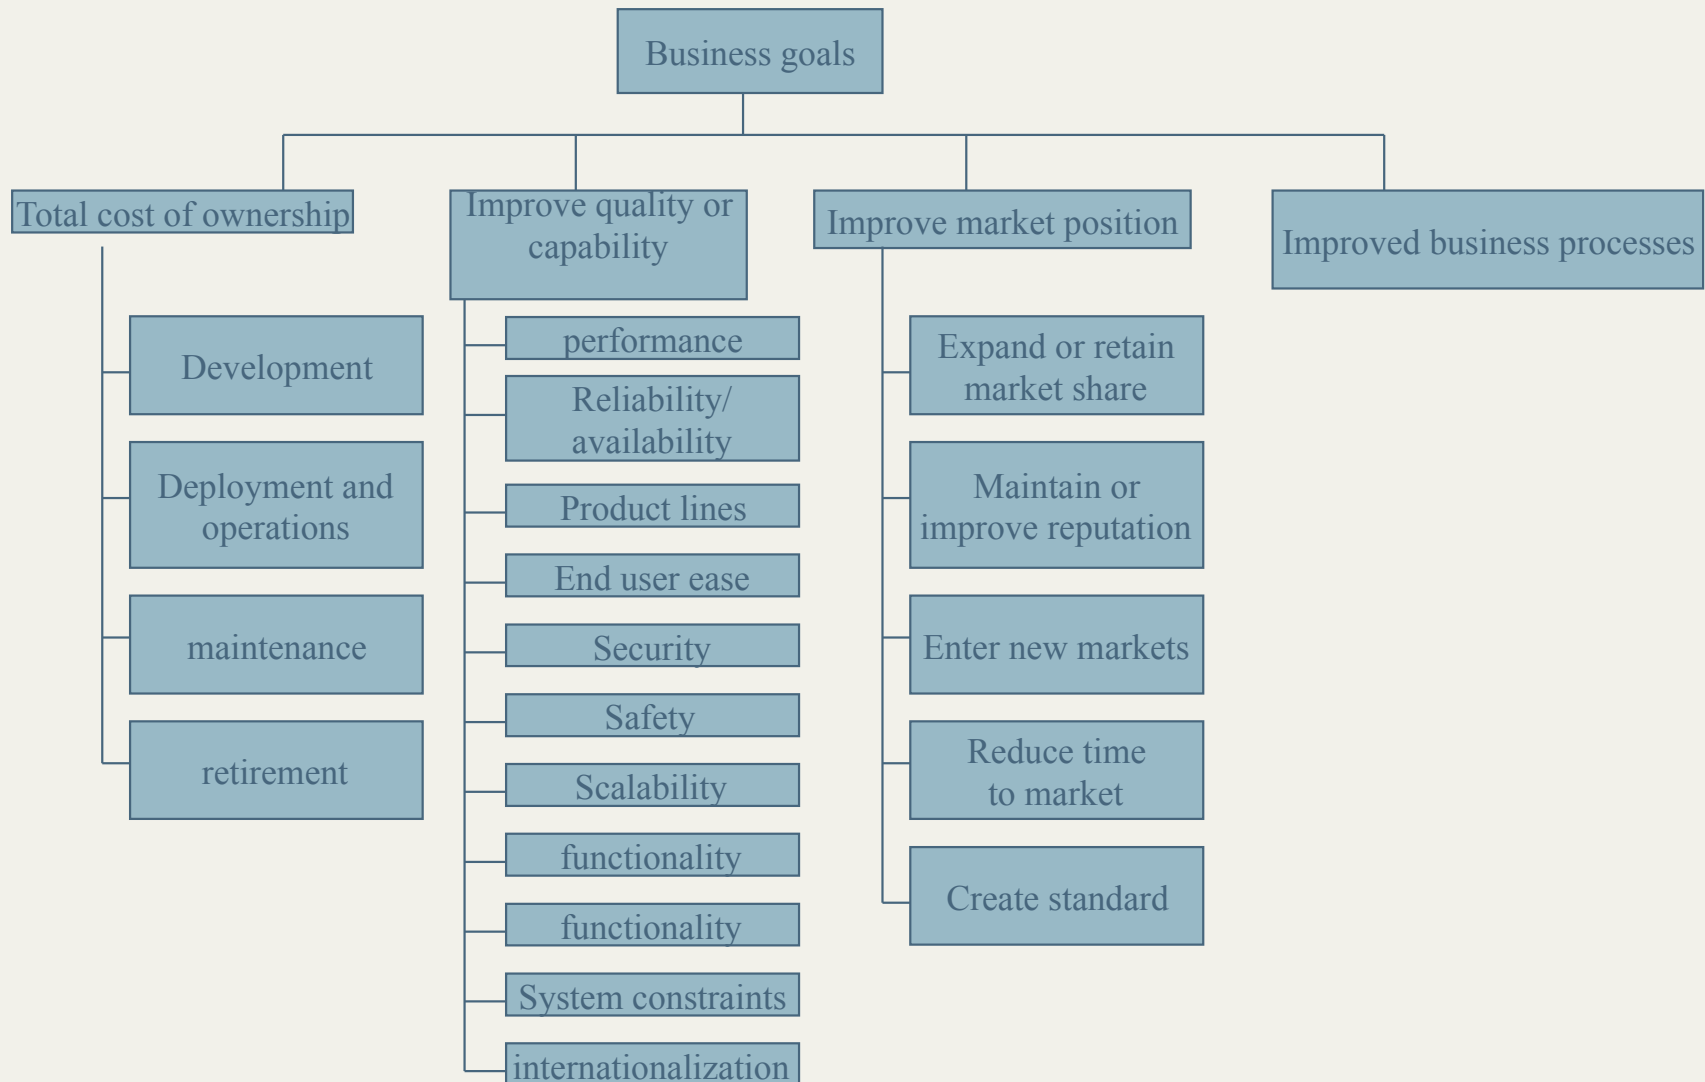 Business goals
Total cost of ownership
Improve quality or
capability
Improve market position
Improved business processes
Development
Deployment and
operations
maintenance
retirement
performance
Reliability/
availability
Product lines
End user ease
Security
Safety
Scalability
functionality
functionality
System constraints
internationalization
Expand or retain
market share
Maintain or
improve reputation
Enter new markets
Reduce time
to market
Create standard